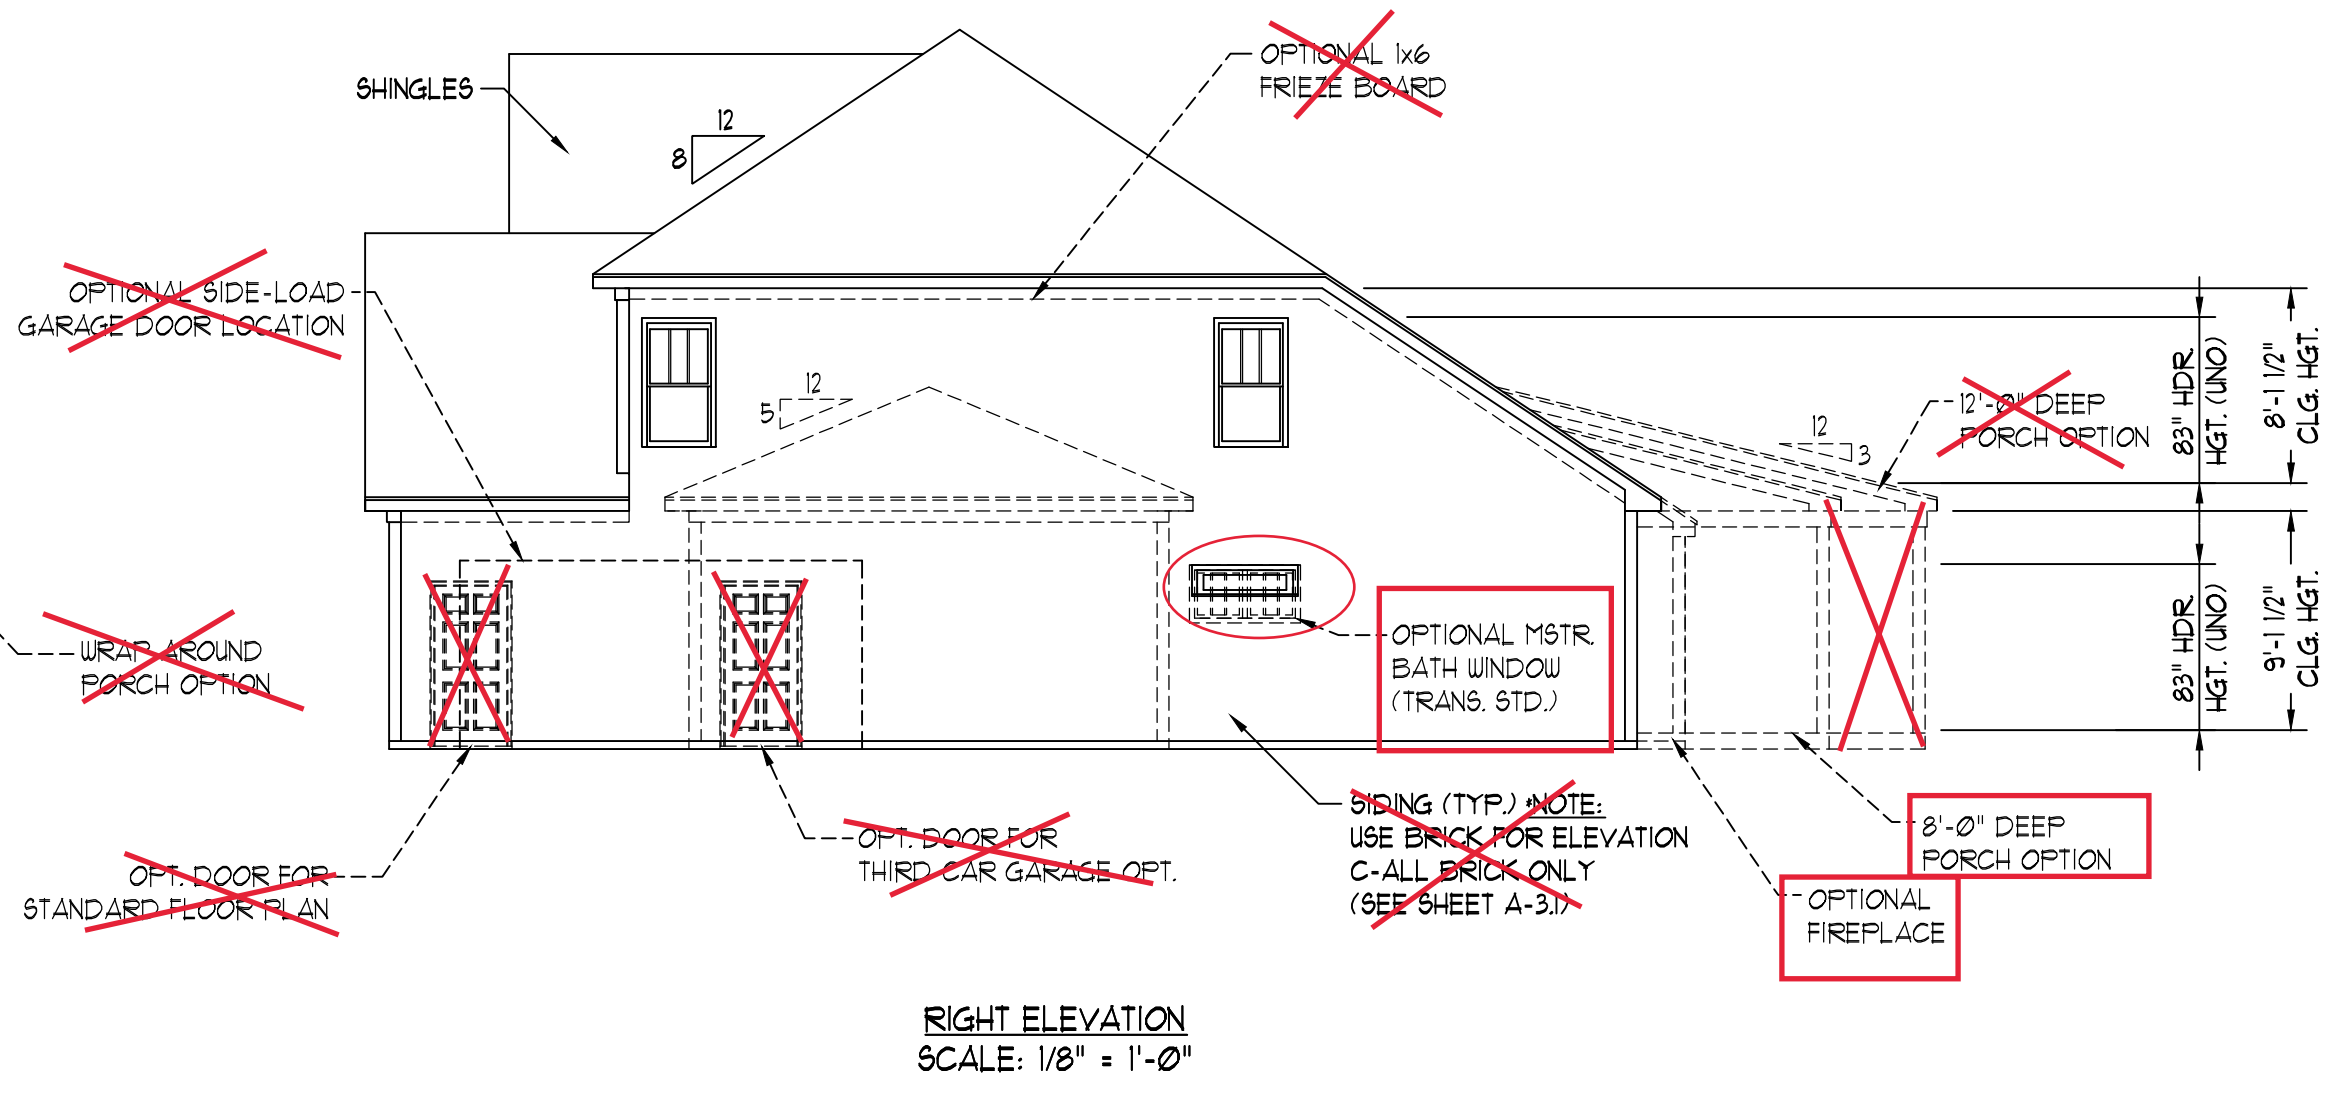 OPTIONAL 1x6
FRIEZE BOARD
SHINGLES
12
8
OPTIONAL SIDE-LOAD
GARAGE DOOR LOCATION
12
5
12'-0" DEEP
PORCH OPTION
12
3
83" HDR.
HGT. (UNO)
8'-1 1/2"
CLG. HGT.
83" HDR.
HGT. (UNO)
9'-1 1/2"
CLG. HGT.
WRAP AROUND
PORCH OPTION
OPTIONAL MSTR.
BATH WINDOW
(TRANS. STD.)
SIDING (TYP.) *NOTE:
USE BRICK FOR ELEVATION
C-ALL BRICK ONLY
(SEE SHEET A-3.1)
8'-0" DEEP
PORCH OPTION
OPT. DOOR FOR
THIRD CAR GARAGE OPT.
OPT. DOOR FOR
STANDARD FLOOR PLAN
OPTIONAL
FIREPLACE
RIGHT ELEVATION
SCALE: 1/8" = 1'-0"